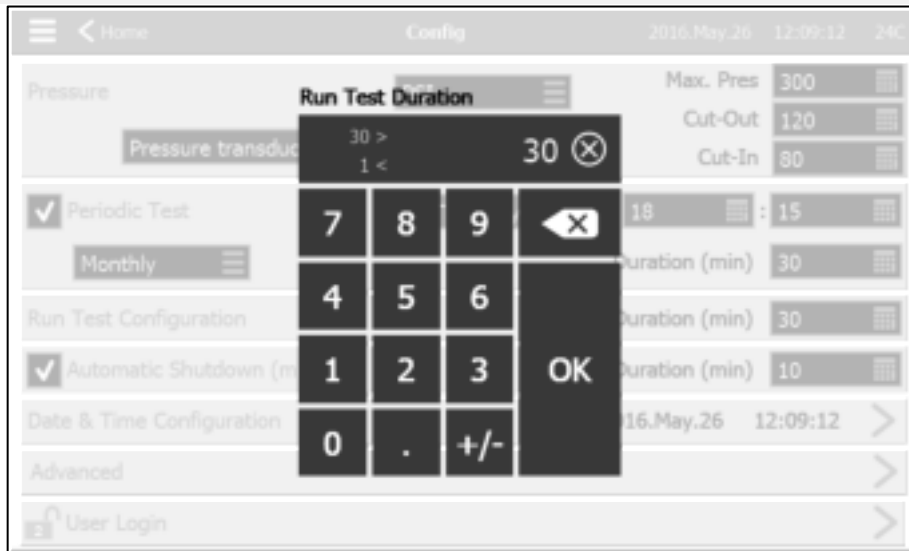 Home Config 2016.May.26 12:09:12 24C
Pressure Max. Pres 300
Cut-Out 120
Pressure transduc Cut-In 80
Run Test Duration
30 >
1 <
30
7 8 9
4 5 6
1 2 3 OK
0 . +/-
Periodic Test 18 : 15
Monthly Duration (min) 30
Run Test Configuration Duration (min) 30
Automatic Shutdown (m Duration (min) 10
Date & Time Configuration 16.May.26 12:09:12
Advanced
User Login